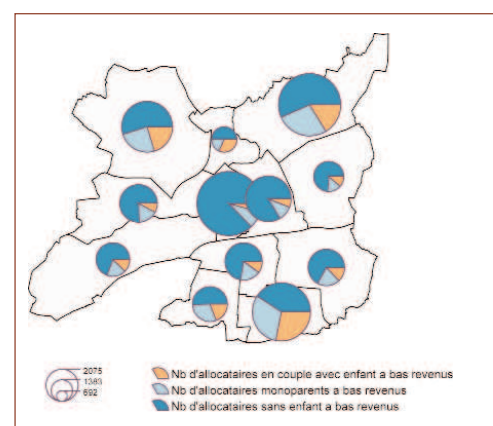 2075
1383
692
Nb d'allocataires en couple avec enfant a bas revenus
Nb d'allocataires monoparents a bas revenus
Nb d'allocataires sans enfant a bas revenus